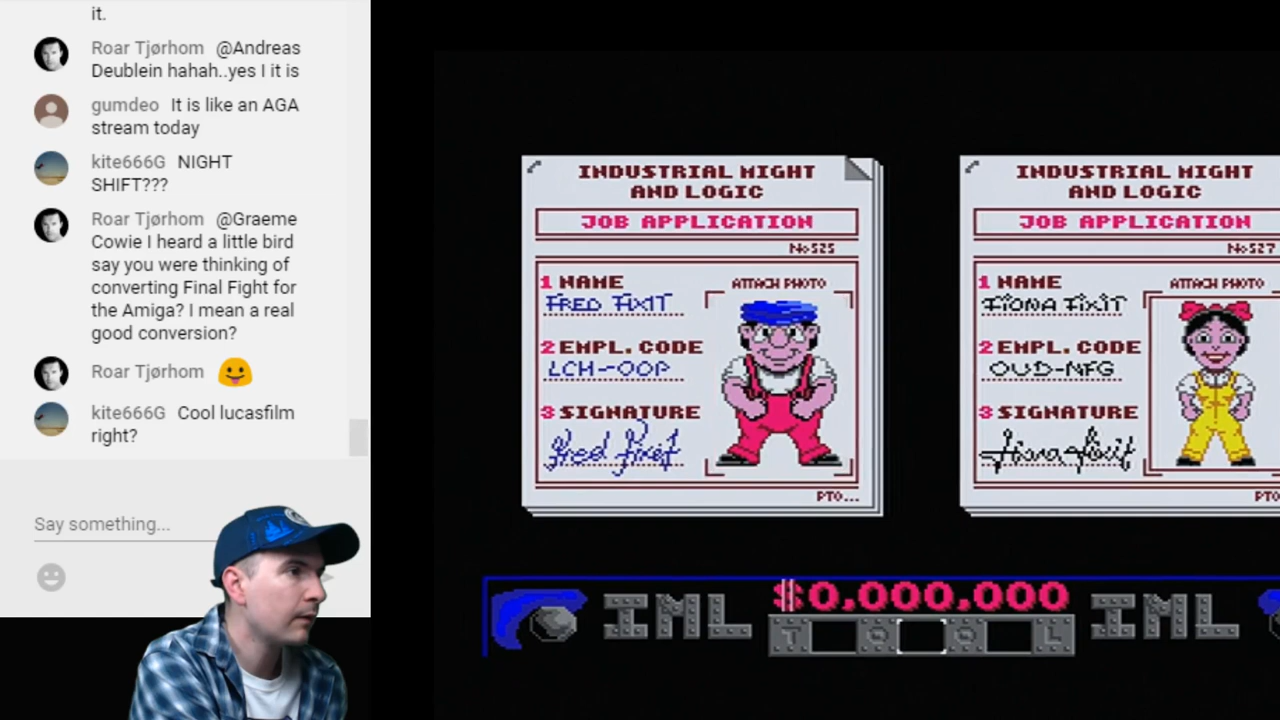 it.
Roar Tjørhom @Andreas
Deublein hahah..yes I it is
gumdeo It is like an AGA
stream today
kite666G NIGHT
SHIFT???
Roar Tjørhom @Graeme
Cowie I heard a little bird
say you were thinking of
converting Final Fight for
the Amiga? I mean a real
good conversion?
Roar Tjørhom
kite666G Cool lucasfilm
right?
Say something...
INDUSTRIAL MIGHT
AND LOGIC
JOB APPLICATION
No525
1 NAME
ATTACH PHOTO
FRED FIXIT
2 EMPL. CODE
LCH-OOP
3 SIGNATURE
Fred Fixit
PTO...
INDUSTRIAL MIGHT
AND LOGIC
JOB APPLICATION
No527
1 NAME
ATTACH PHOTO
FIONA FIXIT
2 EMPL. CODE
OUD-NFG
3 SIGNATURE
Fiona Fixit
PTO
IML
$0,000,000
TOOL
IML